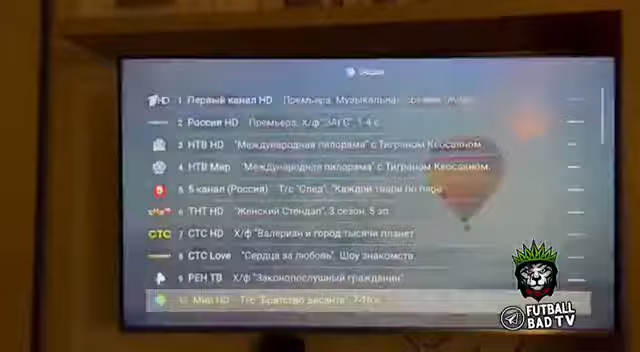 1 Первый канал HD Премьера. Музыкальная
2 Россия HD Премьера. Х/ф "ЗАГС", 1-4 с.
3 НТВ HD "Международная пилорама" с Тиграном Кеосаяном.
4 НТВ Мир "Международная пилорама" с Тиграном Кеосаяном.
5 5 канал (Россия) Т/с "След". "Каждой твари по паре"
6 ТНТ HD "Женский Стендап", 3 сезон, 5 эп.
СТС 7 СТС HD Х/ф "Валериан и город тысячи планет"
8 СТС Love "Сердца за любовь". Шоу знакомств.
9 РЕН ТВ Х/ф "Законопослушный гражданин"
10 Мир HD Т/с "Братство десанта",
FUTBALL
BAD TV